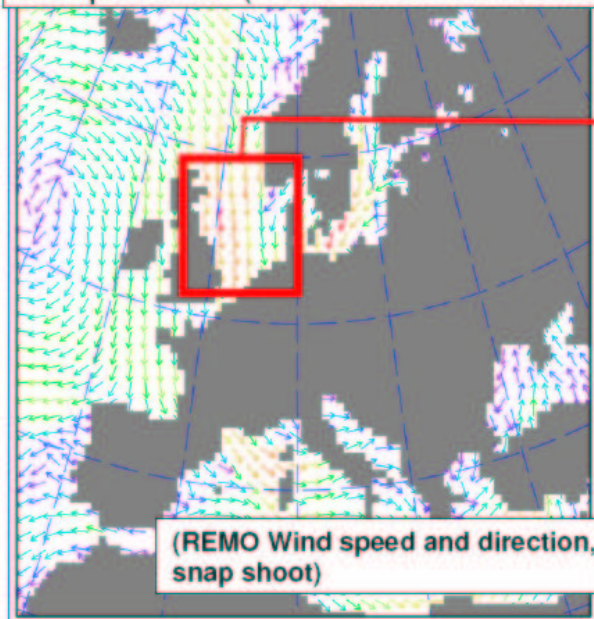 (REMO Wind speed and direction,
snap shoot)